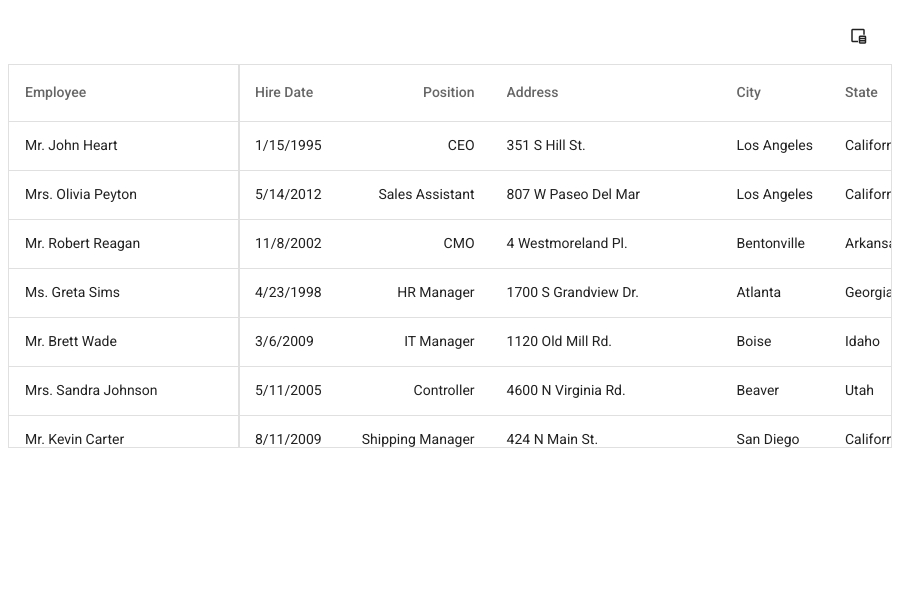 Employee Hire Date Position Address City State
Mr. John Heart 1/15/1995 CEO 351 S Hill St. Los Angeles Califor
Mrs. Olivia Peyton 5/14/2012 Sales Assistant 807 W Paseo Del Mar Los Angeles Califor
Mr. Robert Reagan 11/8/2002 CMO 4 Westmoreland Pl. Bentonville Arkansa
Ms. Greta Sims 4/23/1998 HR Manager 1700 S Grandview Dr. Atlanta Georgia
Mr. Brett Wade 3/6/2009 IT Manager 1120 Old Mill Rd. Boise Idaho
Mrs. Sandra Johnson 5/11/2005 Controller 4600 N Virginia Rd. Beaver Utah
Mr. Kevin Carter 8/11/2009 Shipping Manager 424 N Main St. San Diego Califor